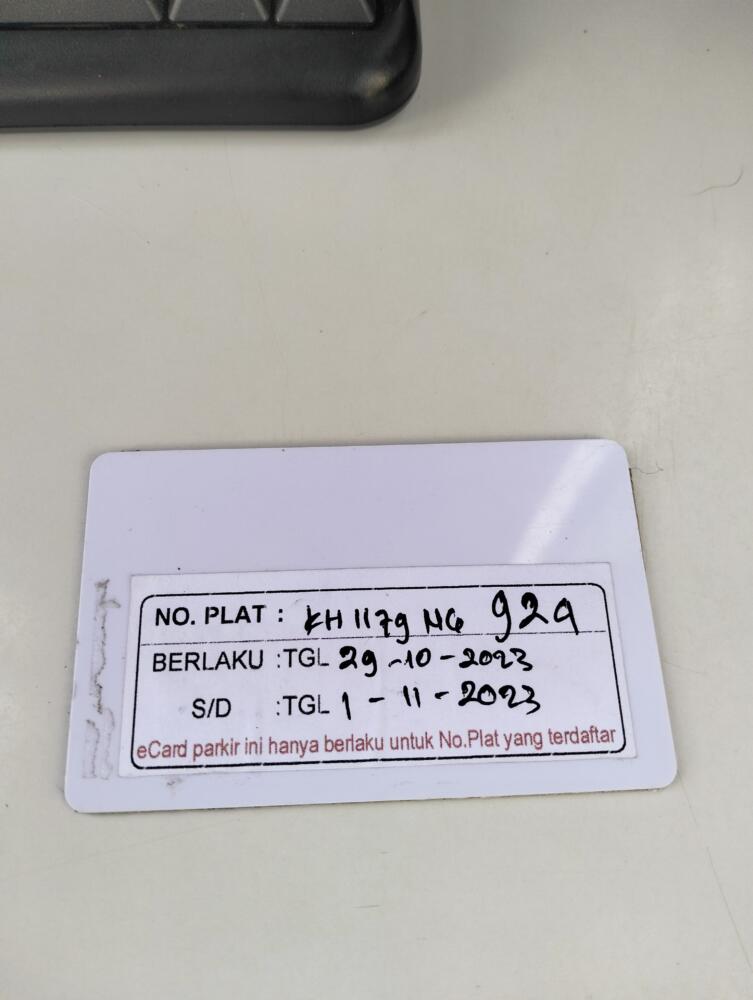 NO. PLAT : KH 1179 NG 929
BERLAKU :TGL 29-10-2023
S/D :TGL 1 - 11 - 2023
eCard parkir ini hanya berlaku untuk No.Plat yang terdaftar